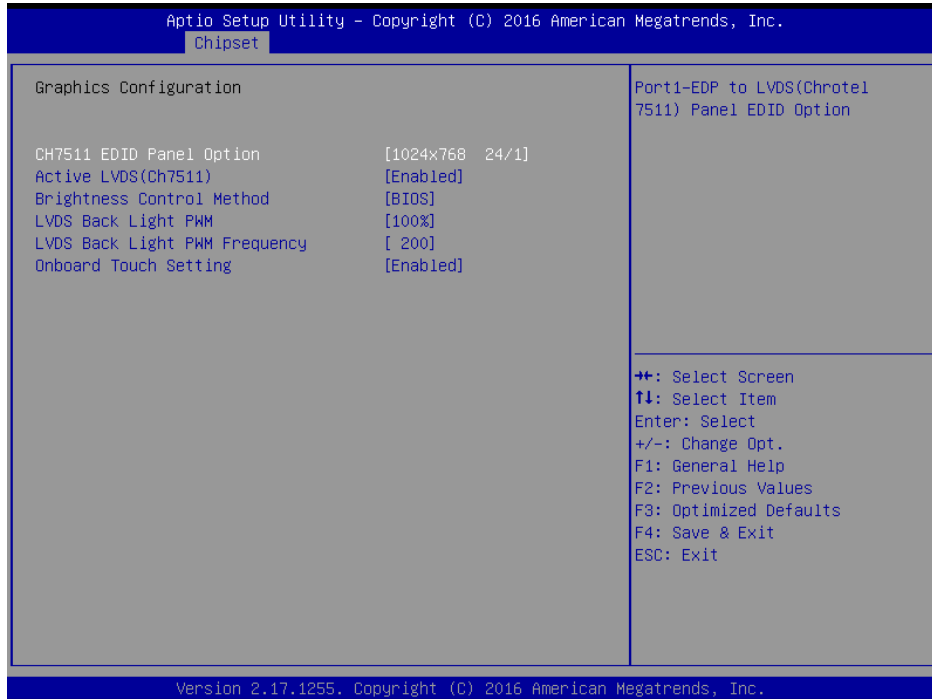 Aptio Setup Utility – Copyright (C) 2016 American Megatrends, Inc.
Chipset
Graphics Configuration
CH7511 EDID Panel Option [1024x768 24/1]
Active LVDS(Ch7511) [Enabled]
Brightness Control Method [BIOS]
LVDS Back Light PWM [100%]
LVDS Back Light PWM Frequency [ 200]
Onboard Touch Setting [Enabled]
Port1-EDP to LVDS(Chrotel
7511) Panel EDID Option
→←: Select Screen
↑↓: Select Item
Enter: Select
+/-: Change Opt.
F1: General Help
F2: Previous Values
F3: Optimized Defaults
F4: Save & Exit
ESC: Exit
Version 2.17.1255. Copyright (C) 2016 American Megatrends, Inc.